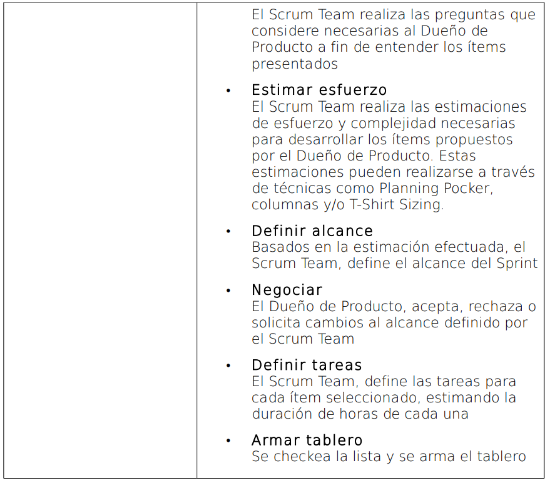 El Scrum Team realiza las preguntas que
considere necesarias al Dueño de
Producto a fin de entender los ítems
presentados
• Estimar esfuerzo
El Scrum Team realiza las estimaciones
de esfuerzo y complejidad necesarias
para desarrollar los ítems propuestos
por el Dueño de Producto. Estas
estimaciones pueden realizarse a través
de técnicas como Planning Pocker,
columnas y/o T-Shirt Sizing.
• Definir alcance
Basados en la estimación efectuada, el
Scrum Team, define el alcance del Sprint
• Negociar
El Dueño de Producto, acepta, rechaza o
solicita cambios al alcance definido por
el Scrum Team
• Definir tareas
El Scrum Team, define las tareas para
cada ítem seleccionado, estimando la
duración de horas de cada una
• Armar tablero
Se checkea la lista y se arma el tablero